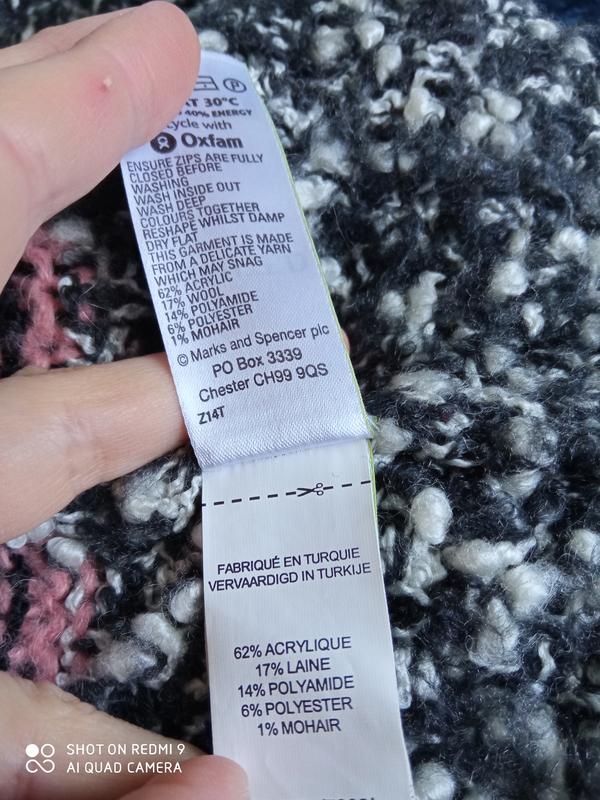 P
AT 30°C
40% ENERGY
cycle with
Oxfam
ENSURE ZIPS ARE FULLY
CLOSED BEFORE
WASHING
WASH INSIDE OUT
WASH DEEP
COLOURS TOGETHER
RESHAPE WHILST DAMP
DRY FLAT
THIS GARMENT IS MADE
FROM A DELICATE YARN
WHICH MAY SNAG
62% ACRYLIC
17% WOOL
14% POLYAMIDE
6% POLYESTER
1% MOHAIR
© Marks and Spencer plc
PO Box 3339
Chester CH99 9QS
Z14T
FABRIQUÉ EN TURQUIE
VERVAARDIGD IN TURKIJE
62% ACRYLIQUE
17% LAINE
14% POLYAMIDE
6% POLYESTER
1% MOHAIR
SHOT ON REDMI 9
AI QUAD CAMERA